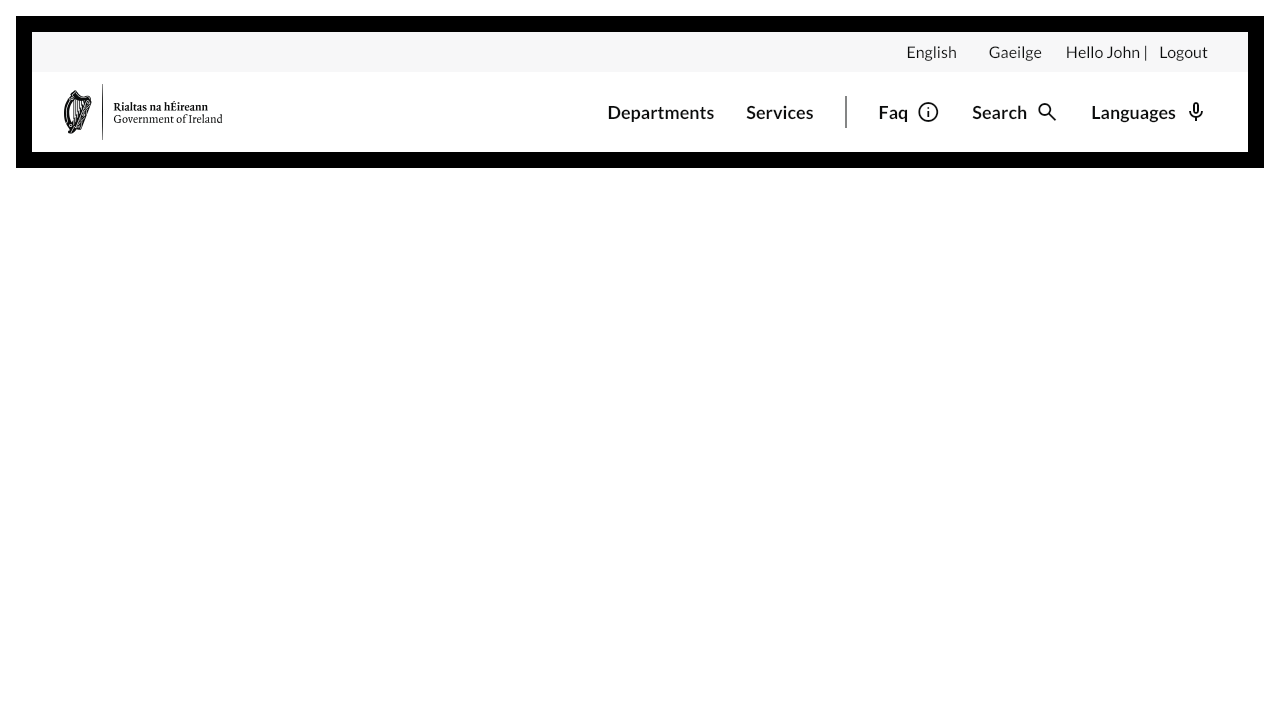 English Gaeilge Hello John | Logout
Rialtas na hÉireann
Government of Ireland
Departments Services Faq Search Languages